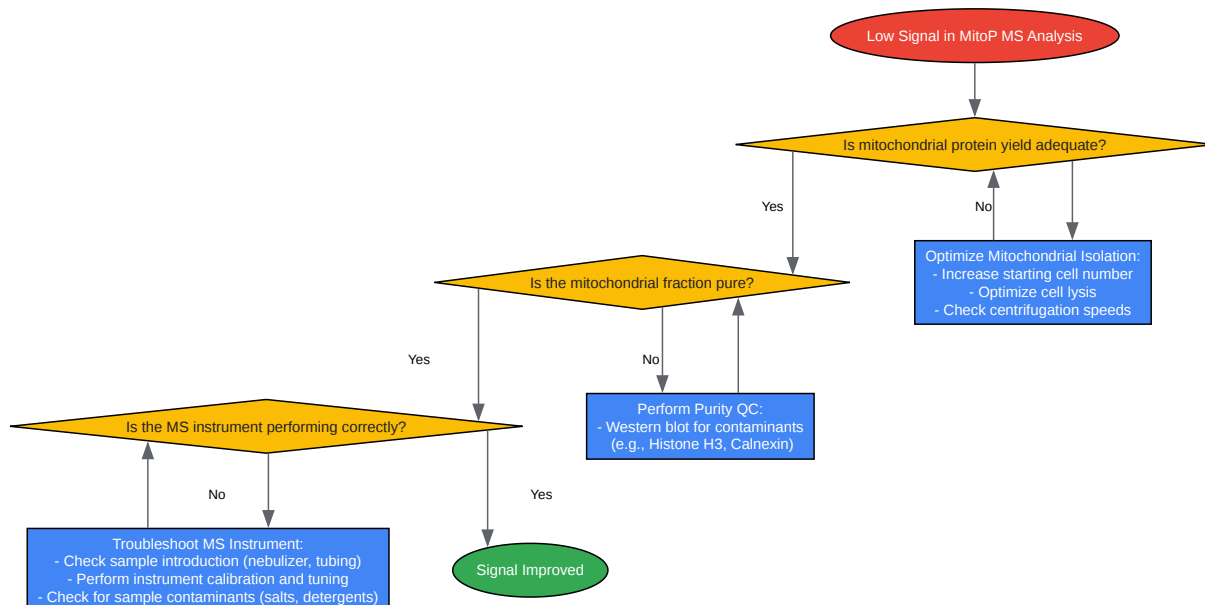 Low Signal in MitoP MS Analysis
Is mitochondrial protein yield adequate?
Yes
No
Optimize Mitochondrial Isolation:
- Increase starting cell number
- Optimize cell lysis
- Check centrifugation speeds
Is the mitochondrial fraction pure?
Yes
No
Perform Purity QC:
- Western blot for contaminants
(e.g., Histone H3, Calnexin)
Is the MS instrument performing correctly?
No
Yes
Troubleshoot MS Instrument:
- Check sample introduction (nebulizer, tubing)
- Perform instrument calibration and tuning
- Check for sample contaminants (salts, detergents)
Signal Improved